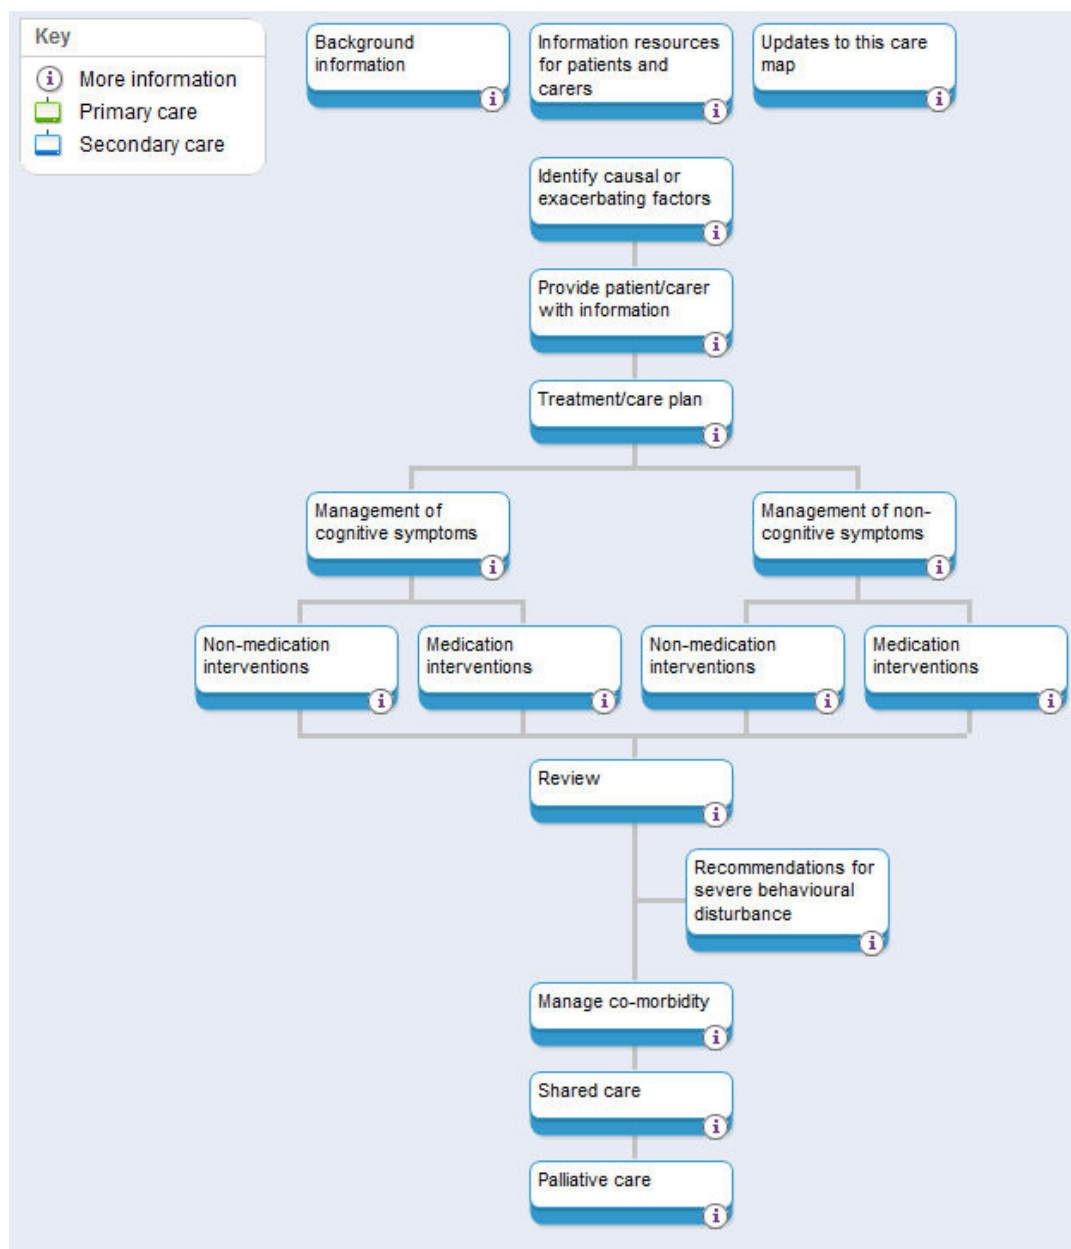 Key
More information
Primary care
Secondary care
Background
information
Information resources
for patients and
carers
Updates to this care
map
Identify causal or
exacerbating factors
Provide patient/carer
with information
Treatment/care plan
Management of
cognitive symptoms
Management of non-
cognitive symptoms
Non-medication
interventions
Medication
interventions
Non-medication
interventions
Medication
interventions
Review
Recommendations for
severe behavioural
disturbance
Manage co-morbidity
Shared care
Palliative care